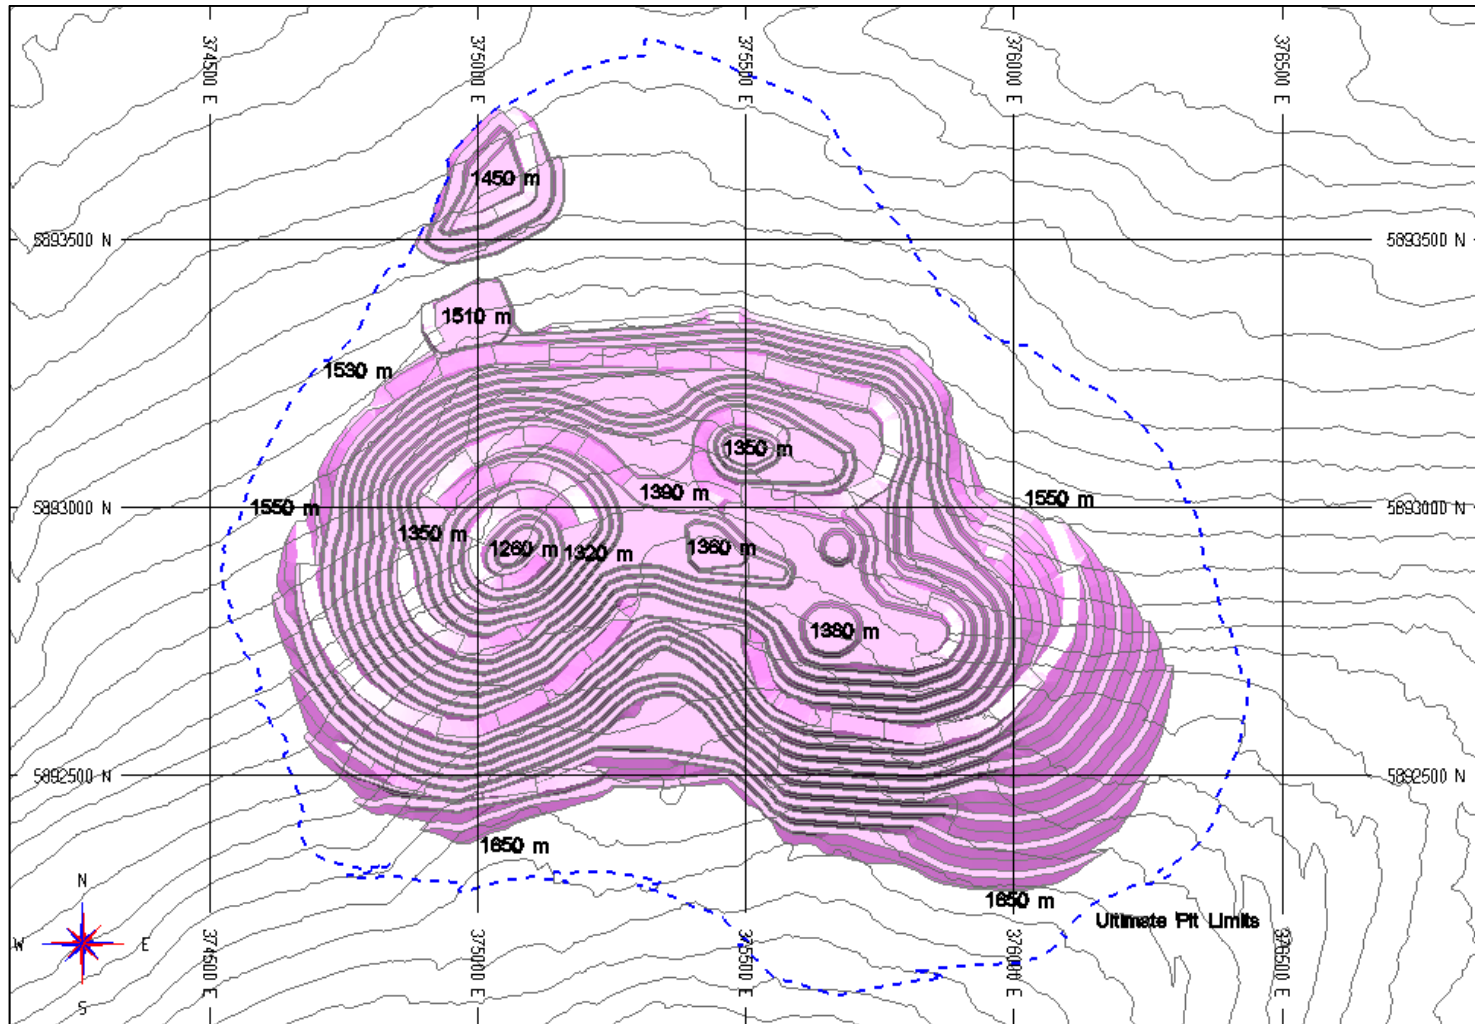 374500 E
375000 E
375500 E
376000 E
376500 E
1450 m
5893500 N
5893500 N
1510 m
1530 m
1350 m
1390 m
1550 m
1550 m
5893000 N
5893000 N
1350 m
1260 m
1320 m
1360 m
1380 m
5892500 N
5892500 N
1650 m
N
1650 m
Ultimate Pit Limits
W
E
S
374500 E
375000 E
375500 E
376000 E
376500 E